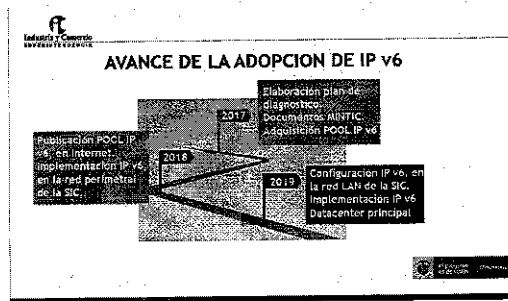 Industria y Comercio
SUPERINTENDENCIA
AVANCE DE LA ADOPCION DE IP v6
Elaboración plan de
diagnostico.
Documentos MINTIC.
Adquisición POOL IP v6
2017
Publicación POOL IP
v6, en Internet.
Implementación IP v6
en la red perimetral
de la SIC.
2018
2019
Configuración IP v6, en
la red LAN de la SIC.
Implementación IP v6
Datacenter principal